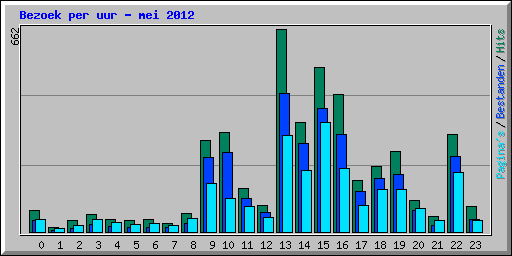 Bezoek per uur - mei 2012
662
Pagina's / Bestanden / Hits
0 1 2 3 4 5 6 7 8 9 10 11 12 13 14 15 16 17 18 19 20 21 22 23